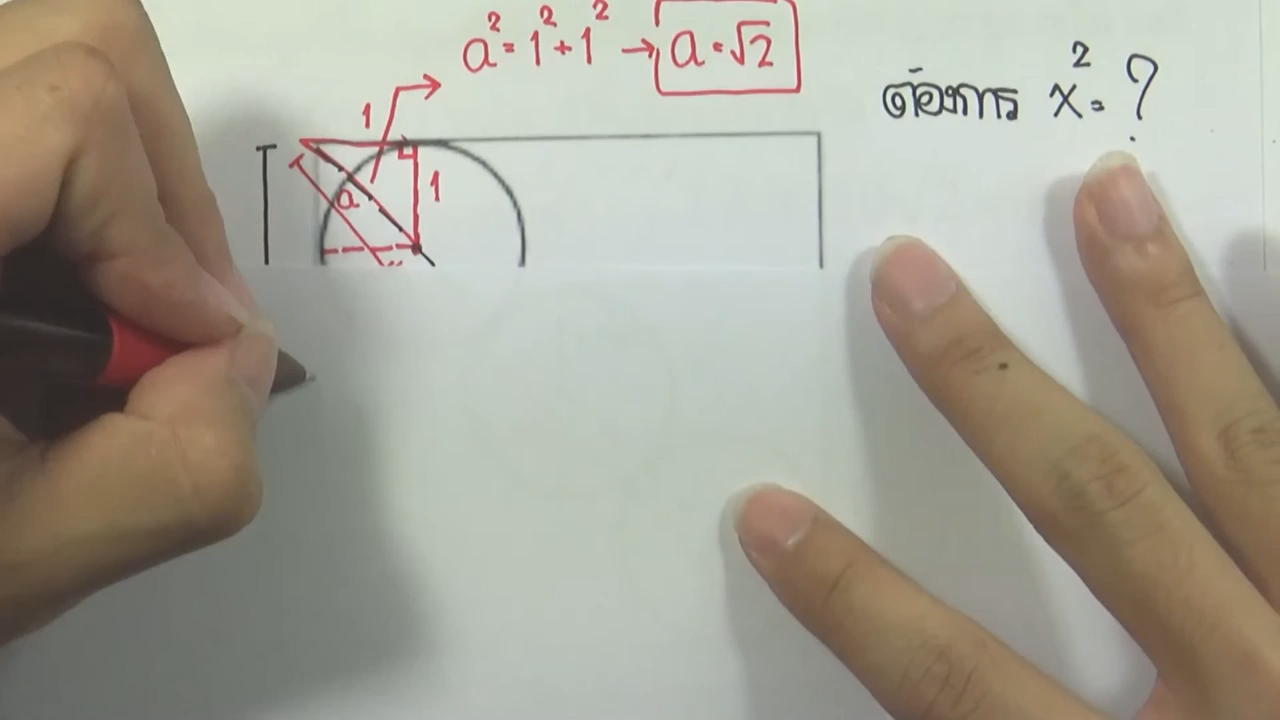 a² = 1² + 1² → a = √2
ต้องการ x² = ?
1
a
1